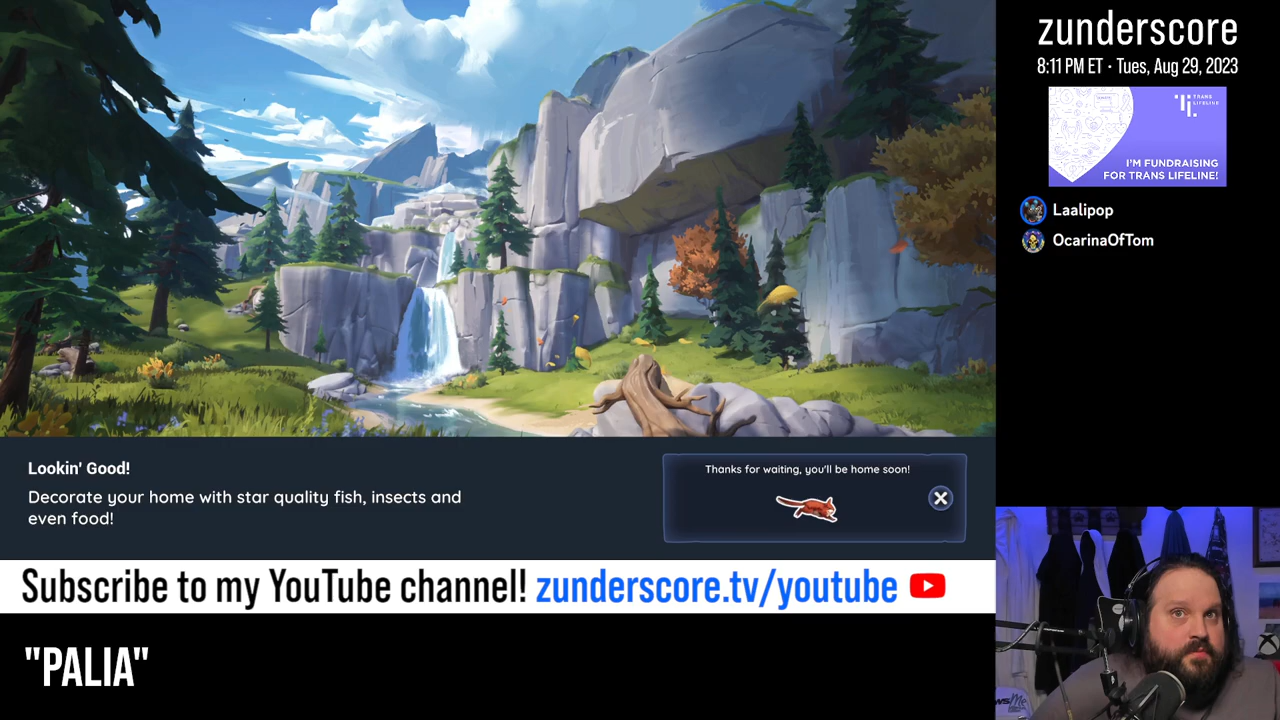 zunderscore
8:11 PM ET · Tues, Aug 29, 2023
TRANS
LIFELINE
I'M FUNDRAISING
FOR TRANS LIFELINE!
Laalipop
OcarinaOfTom
Lookin' Good!
Decorate your home with star quality fish, insects and
even food!
Thanks for waiting, you'll be home soon!
Subscribe to my YouTube channel! zunderscore.tv/youtube
"PALIA"